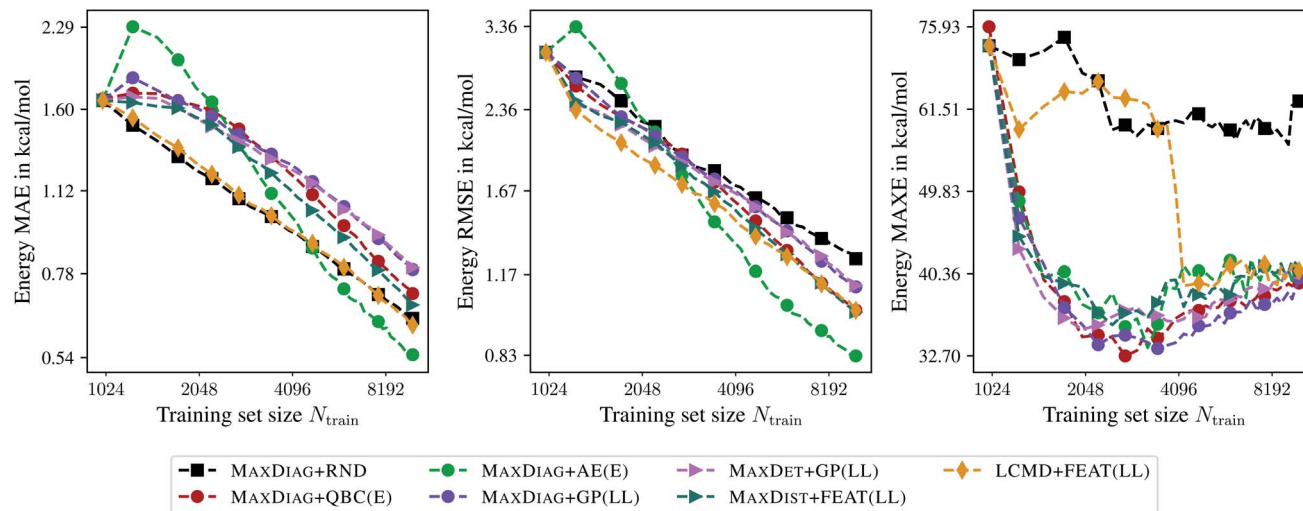 2.29
1.60
1.12
0.78
0.54
Energy MAE in kcal/mol
1024 2048 4096 8192
Training set size N_train
3.36
2.36
1.67
1.17
0.83
Energy RMSE in kcal/mol
1024 2048 4096 8192
Training set size N_train
75.93
61.51
49.83
40.36
32.70
Energy MAXE in kcal/mol
1024 2048 4096 8192
Training set size N_train
MAXDIAG+RND MAXDIAG+AE(E) MAXDET+GP(LL) LCMD+FEAT(LL)
MAXDIAG+QBC(E) MAXDIAG+GP(LL) MAXDIST+FEAT(LL)